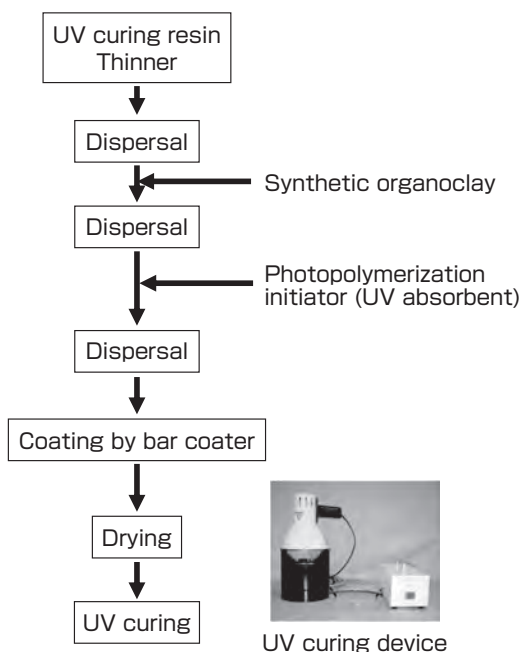 UV curing resin
Thinner
Dispersal
Synthetic organoclay
Dispersal
Photopolymerization
initiator (UV absorbent)
Dispersal
Coating by bar coater
Drying
UV curing
UV curing device